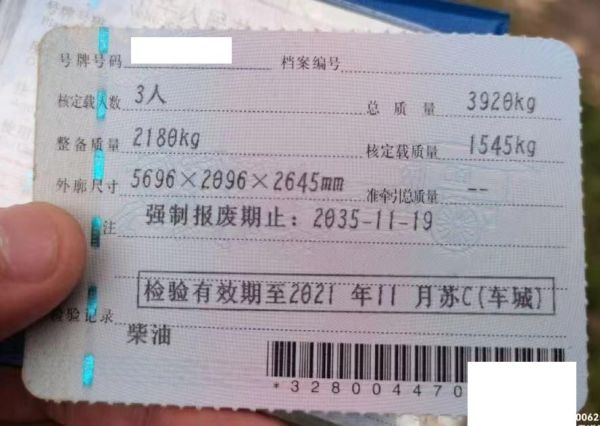 号牌号码
档案编号
核定载人数 3人
总质量 3920kg
整备质量 2180kg
核定载质量 1545kg
外廓尺寸 5696×2096×2645mm
准牵引总质量 --
注 强制报废期止：2035-11-19
检验有效期至2021 年11 月苏C(车城)
检验记录
柴油
*328004470
0062